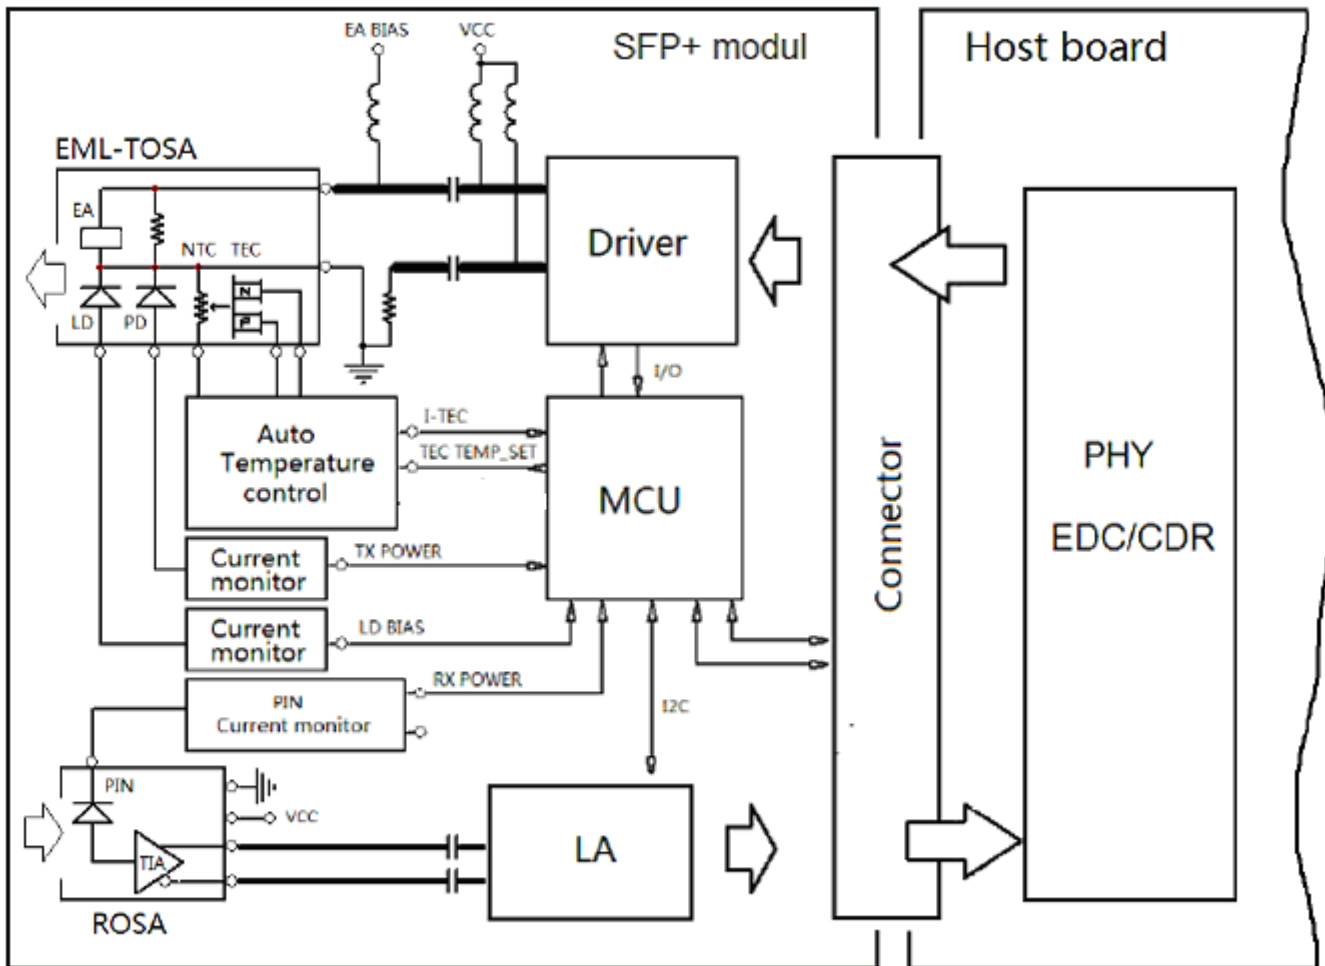 EA BIAS
VCC
SFP+ modul
Host board
EML-TOSA
EA
NTC
TEC
N
P
LD
PD
Driver
I/O
Auto
Temperature
control
I-TEC
TEC TEMP_SET
MCU
Connector
PHY
EDC/CDR
Current
monitor
TX POWER
Current
monitor
LD BIAS
PIN
Current monitor
RX POWER
I2C
PIN
VCC
TIA
LA
ROSA